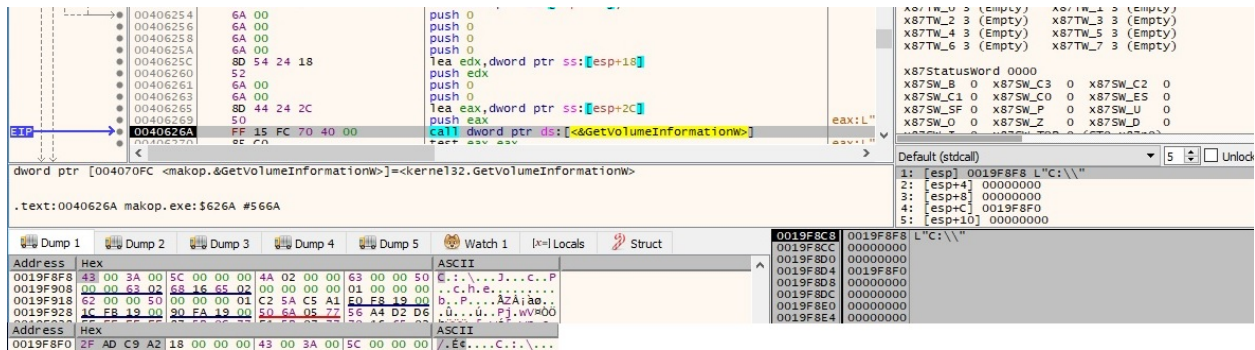 00406254 6A 00 push 0
00406256 6A 00 push 0
00406258 6A 00 push 0
0040625A 6A 00 push 0
0040625C 8D 54 24 18 lea edx,dword ptr ss:[esp+18]
00406260 52 push edx
00406261 6A 00 push 0
00406263 6A 00 push 0
00406265 8D 44 24 2C lea eax,dword ptr ss:[esp+2C]
00406269 50 push eax eax:L"
EIP 0040626A FF 15 FC 70 40 00 call dword ptr ds:[<&GetVolumeInformationW>]
00406270 85 C0 test eax,eax eax:L"
dword ptr [004070FC <makop.&GetVolumeInformationW>]=<kernel32.GetVolumeInformationW>
.text:0040626A makop.exe:$626A #566A
x87TW_0 3 (Empty) x87TW_1 3 (Empty)
x87TW_2 3 (Empty) x87TW_3 3 (Empty)
x87TW_4 3 (Empty) x87TW_5 3 (Empty)
x87TW_6 3 (Empty) x87TW_7 3 (Empty)
x87StatusWord 0000
x87SW_B 0 x87SW_C3 0 x87SW_C2 0
x87SW_C1 0 x87SW_C0 0 x87SW_ES 0
x87SW_SF 0 x87SW_P 0 x87SW_U 0
x87SW_O 0 x87SW_Z 0 x87SW_D 0
Default (stdcall) 5 Unlock
1: [esp] 0019F8F8 L"C:\\"
2: [esp+4] 00000000
3: [esp+8] 00000000
4: [esp+C] 0019F8F0
5: [esp+10] 00000000
Dump 1 Dump 2 Dump 3 Dump 4 Dump 5 Watch 1 [x=] Locals Struct
Address Hex ASCII
0019F8F8 43 00 3A 00 5C 00 00 00 4A 02 00 00 63 00 00 50 C.:.\...J...c..P
0019F908 00 00 63 02 68 16 65 02 00 00 00 00 01 00 00 00 ..c.h.e.........
0019F918 62 00 00 50 00 00 00 01 C2 5A C5 A1 E0 F8 19 00 b..P....ÂZÅ¡àø..
0019F928 1C FB 19 00 90 FA 19 00 50 6A 05 77 56 A4 D2 D6 .û...ú..Pj.wV¤ÒÖ
Address Hex ASCII
0019F8F0 2F AD C9 A2 18 00 00 00 43 00 3A 00 5C 00 00 00 /.É¢....C.:.\...
0019F8C8 0019F8F8 L"C:\\"
0019F8CC 00000000
0019F8D0 00000000
0019F8D4 0019F8F0
0019F8D8 00000000
0019F8DC 00000000
0019F8E0 00000000
0019F8E4 00000000